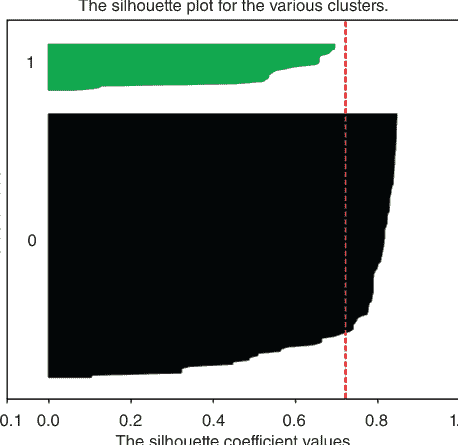 The silhouette plot for the various clusters.
1
0
0.1 0.0 0.2 0.4 0.6 0.8 1.
The silhouette coefficient values